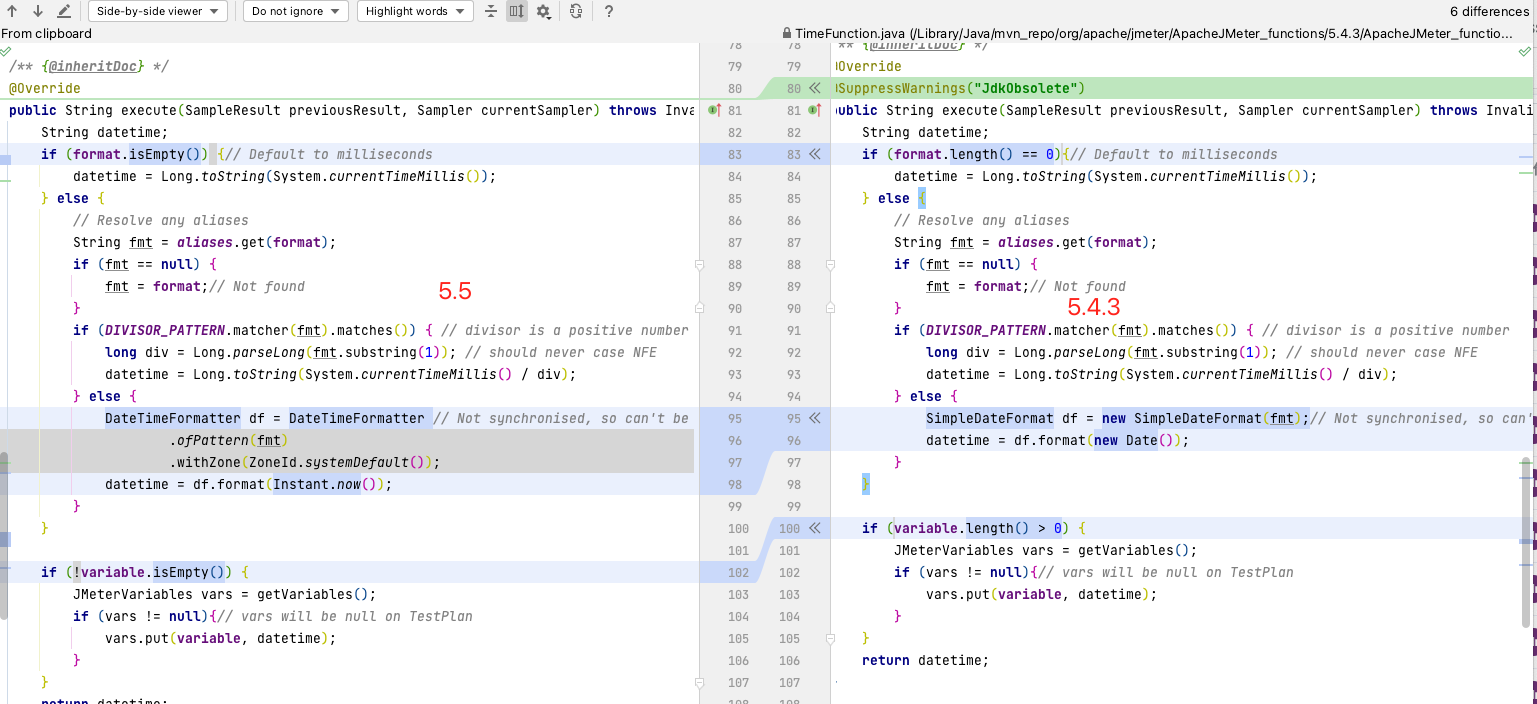 Side-by-side viewer
Do not ignore
Highlight words
?
6 differences
From clipboard
TimeFunction.java (/Library/Java/mvn_repo/org/apache/jmeter/ApacheJMeter_functions/5.4.3/ApacheJMeter_functio...
78 78
/** {@inheritDoc} */ 79
@Override 80
public String execute(SampleResult previousResult, Sampler currentSampler) throws Inva 81
String datetime; 82
if (format.isEmpty()) {// Default to milliseconds 83
datetime = Long.toString(System.currentTimeMillis()); 84
} else { 85
// Resolve any aliases 86
String fmt = aliases.get(format); 87
if (fmt == null) { 88
fmt = format;// Not found 89
5.5
} 90
if (DIVISOR_PATTERN.matcher(fmt).matches()) { // divisor is a positive number 91
long div = Long.parseLong(fmt.substring(1)); // should never case NFE 92
datetime = Long.toString(System.currentTimeMillis() / div); 93
} else { 94
DateTimeFormatter df = DateTimeFormatter // Not synchronised, so can't be 95
.ofPattern(fmt) 96
.withZone(ZoneId.systemDefault()); 97
datetime = df.format(Instant.now()); 98
} 99
} 100
101
if (!variable.isEmpty()) { 102
JMeterVariables vars = getVariables(); 103
if (vars != null){// vars will be null on TestPlan 104
vars.put(variable, datetime); 105
} 106
} 107
return datetime; 108
** {@inheritDoc} */
79 Override
80 SuppressWarnings("JdkObsolete")
81 ublic String execute(SampleResult previousResult, Sampler currentSampler) throws Invali
82 String datetime;
83 if (format.length() == 0){// Default to milliseconds
84 datetime = Long.toString(System.currentTimeMillis());
85 } else {
86 // Resolve any aliases
87 String fmt = aliases.get(format);
88 if (fmt == null) {
89 fmt = format;// Not found
90 }
5.4.3
91 if (DIVISOR_PATTERN.matcher(fmt).matches()) { // divisor is a positive number
92 long div = Long.parseLong(fmt.substring(1)); // should never case NFE
93 datetime = Long.toString(System.currentTimeMillis() / div);
94 } else {
95 SimpleDateFormat df = new SimpleDateFormat(fmt);// Not synchronised, so can'
96 datetime = df.format(new Date());
97 }
98 }
99
100 if (variable.length() > 0) {
101 JMeterVariables vars = getVariables();
102 if (vars != null){// vars will be null on TestPlan
103 vars.put(variable, datetime);
104 }
105 }
106 return datetime;
107
108